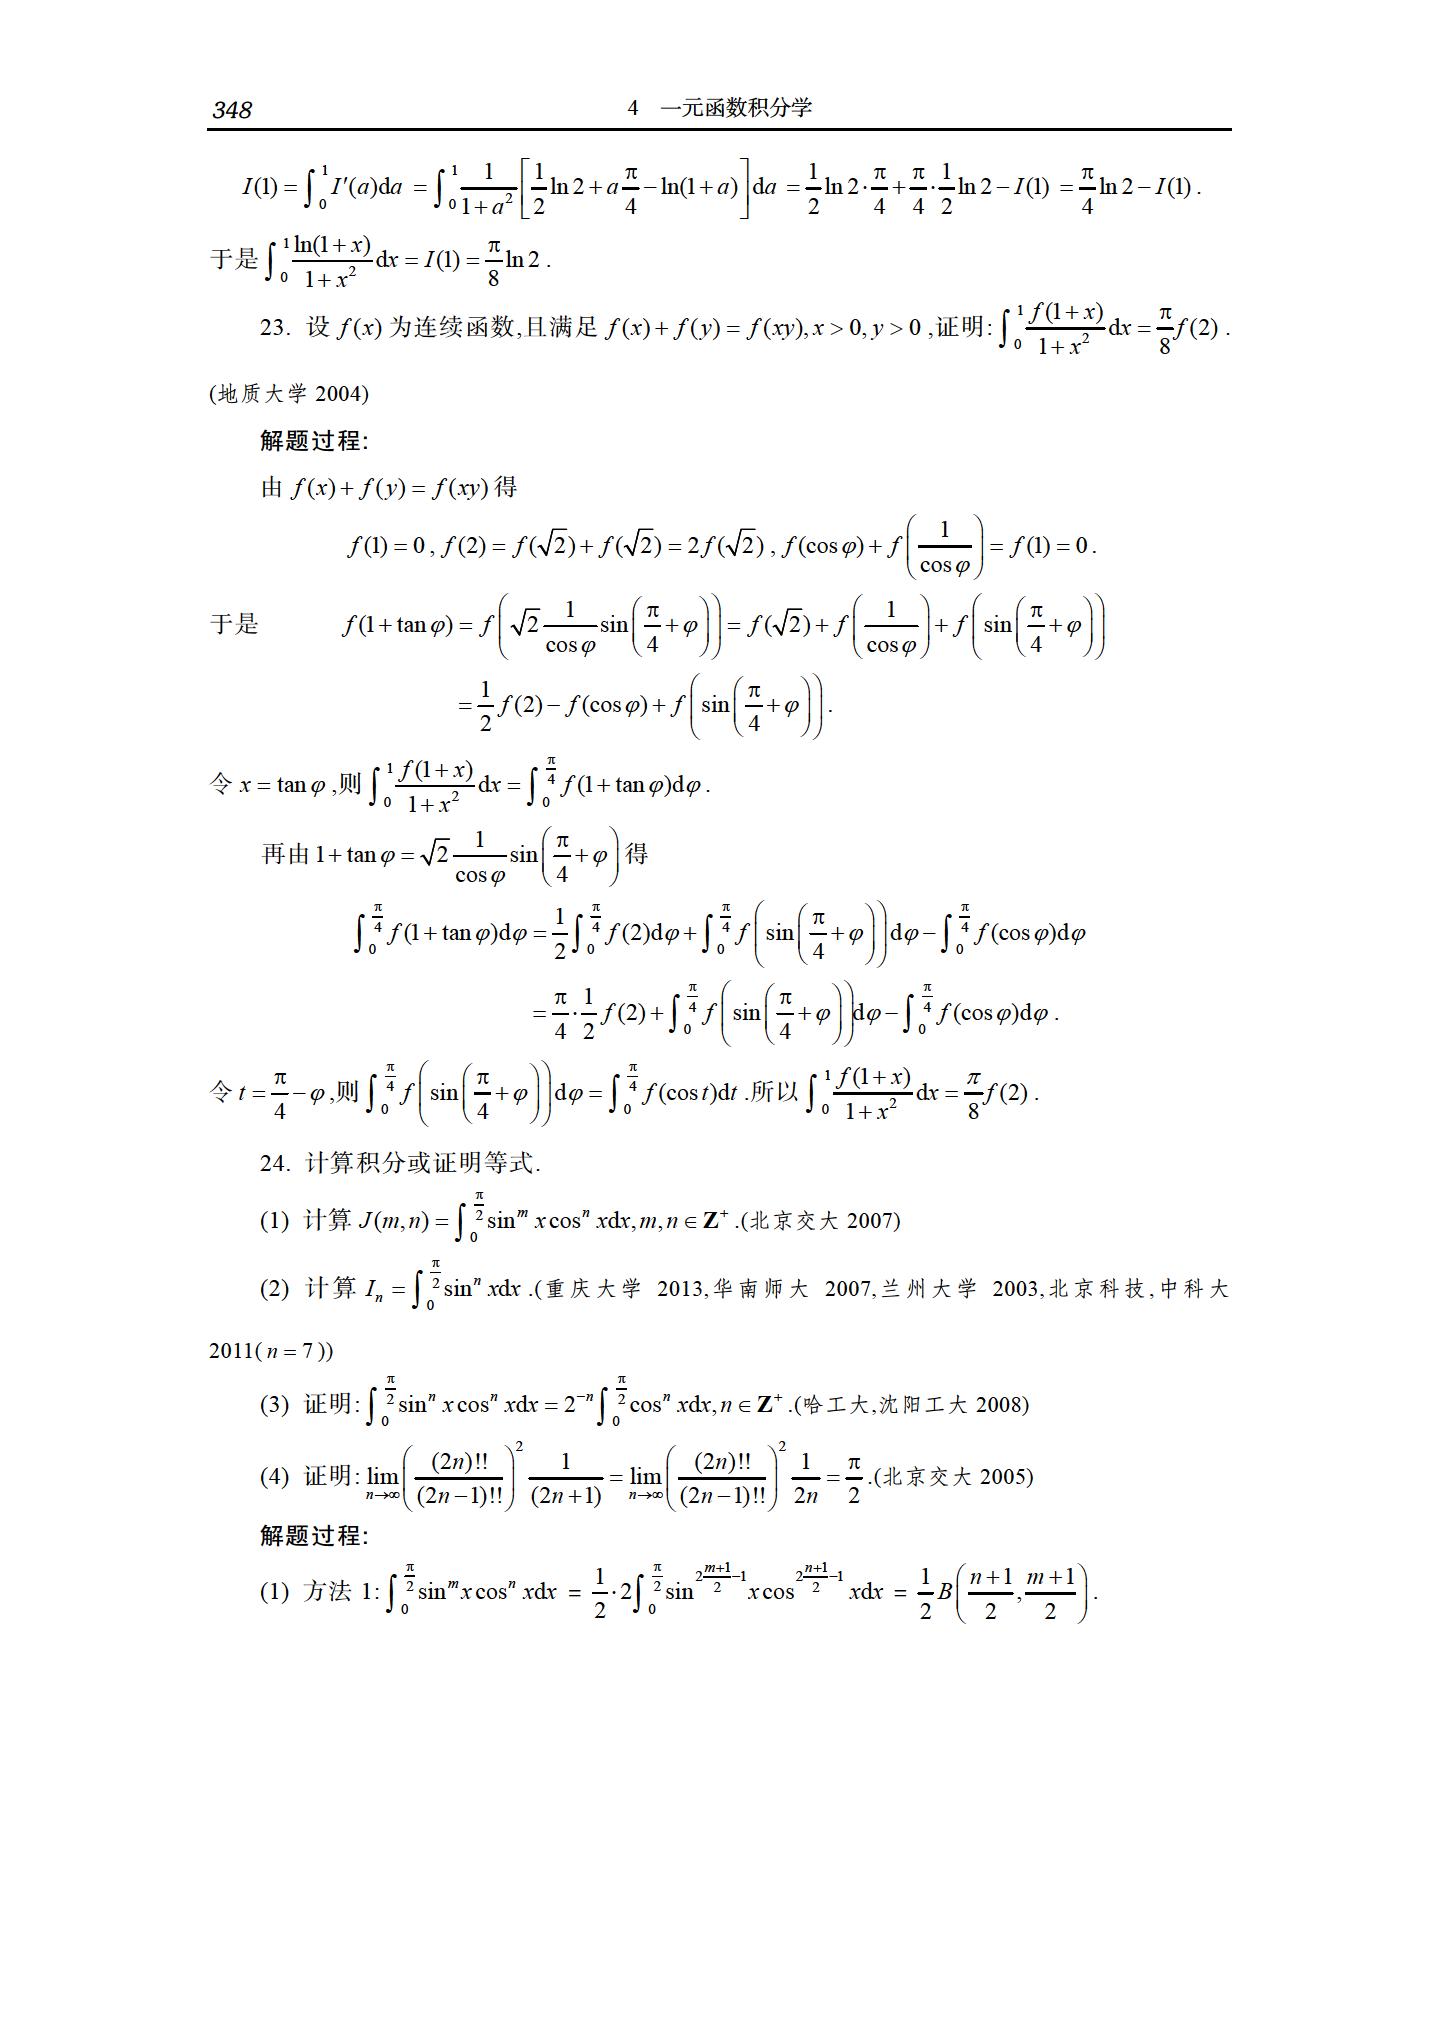 348 4 一元函数积分学
$I(1)=\int_0^1 I'(a)\mathrm{d}a=\int_0^1\frac{1}{1+a^2}\left[\frac{1}{2}\ln 2+a\frac{\pi}{4}-\ln(1+a)\right]\mathrm{d}a=\frac{1}{2}\ln 2\cdot\frac{\pi}{4}+\frac{\pi}{4}\cdot\frac{1}{2}\ln 2-I(1)=\frac{\pi}{4}\ln 2-I(1).$
于是 $\int_0^1\frac{\ln(1+x)}{1+x^2}\mathrm{d}x=I(1)=\frac{\pi}{8}\ln 2.$
23. 设 $f(x)$ 为连续函数,且满足 $f(x)+f(y)=f(xy),x>0,y>0$ ,证明: $\int_0^1\frac{f(1+x)}{1+x^2}\mathrm{d}x=\frac{\pi}{8}f(2).$
(地质大学 2004)
解题过程:
由 $f(x)+f(y)=f(xy)$ 得
$f(1)=0,f(2)=f(\sqrt{2})+f(\sqrt{2})=2f(\sqrt{2}),f(\cos\varphi)+f\left(\frac{1}{\cos\varphi}\right)=f(1)=0.$
于是 $f(1+\tan\varphi)=f\left(\sqrt{2}\frac{1}{\cos\varphi}\sin\left(\frac{\pi}{4}+\varphi\right)\right)=f(\sqrt{2})+f\left(\frac{1}{\cos\varphi}\right)+f\left(\sin\left(\frac{\pi}{4}+\varphi\right)\right)$
$=\frac{1}{2}f(2)-f(\cos\varphi)+f\left(\sin\left(\frac{\pi}{4}+\varphi\right)\right).$
令 $x=\tan\varphi$ ,则 $\int_0^1\frac{f(1+x)}{1+x^2}\mathrm{d}x=\int_0^{\frac{\pi}{4}}f(1+\tan\varphi)\mathrm{d}\varphi.$
再由 $1+\tan\varphi=\sqrt{2}\frac{1}{\cos\varphi}\sin\left(\frac{\pi}{4}+\varphi\right)$ 得
$\int_0^{\frac{\pi}{4}}f(1+\tan\varphi)\mathrm{d}\varphi=\frac{1}{2}\int_0^{\frac{\pi}{4}}f(2)\mathrm{d}\varphi+\int_0^{\frac{\pi}{4}}f\left(\sin\left(\frac{\pi}{4}+\varphi\right)\right)\mathrm{d}\varphi-\int_0^{\frac{\pi}{4}}f(\cos\varphi)\mathrm{d}\varphi$
$=\frac{\pi}{4}\cdot\frac{1}{2}f(2)+\int_0^{\frac{\pi}{4}}f\left(\sin\left(\frac{\pi}{4}+\varphi\right)\right)\mathrm{d}\varphi-\int_0^{\frac{\pi}{4}}f(\cos\varphi)\mathrm{d}\varphi.$
令 $t=\frac{\pi}{4}-\varphi$ ,则 $\int_0^{\frac{\pi}{4}}f\left(\sin\left(\frac{\pi}{4}+\varphi\right)\right)\mathrm{d}\varphi=\int_0^{\frac{\pi}{4}}f(\cos t)\mathrm{d}t$ .所以 $\int_0^1\frac{f(1+x)}{1+x^2}\mathrm{d}x=\frac{\pi}{8}f(2).$
24. 计算积分或证明等式.
(1) 计算 $J(m,n)=\int_0^{\frac{\pi}{2}}\sin^m x\cos^n x\mathrm{d}x,m,n\in\mathbf{Z}^+$ .(北京交大 2007)
(2) 计算 $I_n=\int_0^{\frac{\pi}{2}}\sin^n x\mathrm{d}x$ .(重庆大学 2013,华南师大 2007,兰州大学 2003,北京科技,中科大
2011( $n=7$ ))
(3) 证明: $\int_0^{\frac{\pi}{2}}\sin^n x\cos^n x\mathrm{d}x=2^{-n}\int_0^{\frac{\pi}{2}}\cos^n x\mathrm{d}x,n\in\mathbf{Z}^+$ .(哈工大,沈阳工大 2008)
(4) 证明: $\lim_{n\to\infty}\left(\frac{(2n)!!}{(2n-1)!!}\right)^2\frac{1}{(2n+1)}=\lim_{n\to\infty}\left(\frac{(2n)!!}{(2n-1)!!}\right)^2\frac{1}{2n}=\frac{\pi}{2}$ .(北京交大 2005)
解题过程:
(1) 方法 1: $\int_0^{\frac{\pi}{2}}\sin^m x\cos^n x\mathrm{d}x=\frac{1}{2}\cdot 2\int_0^{\frac{\pi}{2}}\sin^{2\frac{m+1}{2}-1}x\cos^{2\frac{n+1}{2}-1}x\mathrm{d}x=\frac{1}{2}B\left(\frac{n+1}{2},\frac{m+1}{2}\right).$